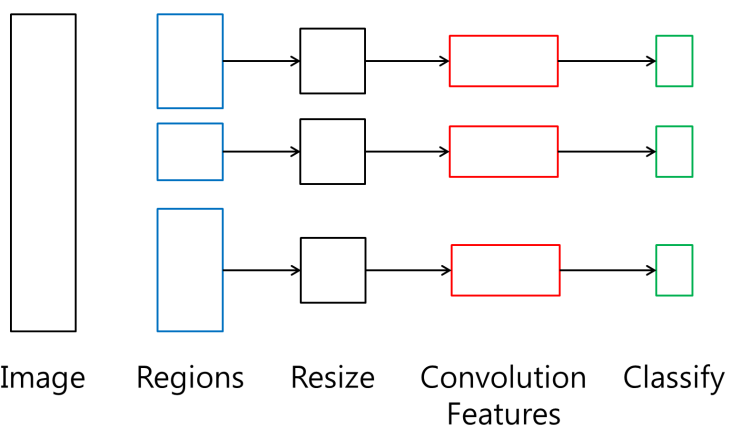 Image
Regions
Resize
Convolution
Features
Classify